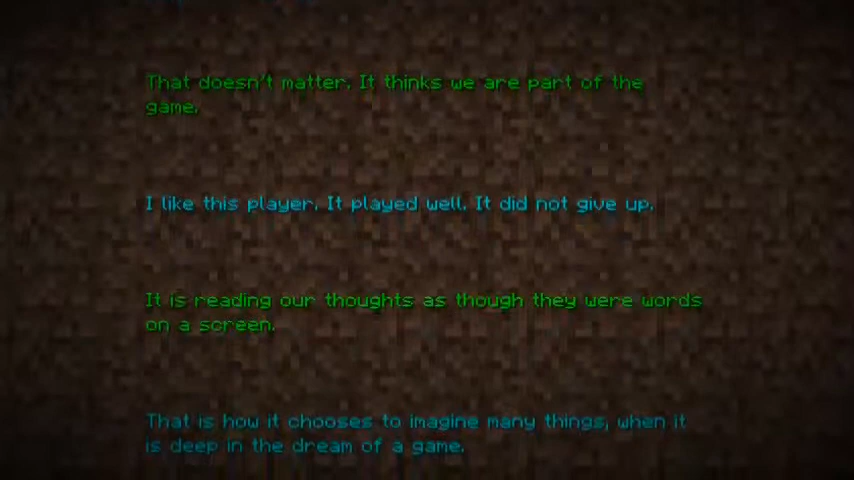 That doesn't matter. It thinks we are part of the
game.
I like this player. It played well. It did not give up.
It is reading our thoughts as though they were words
on a screen.
That is how it chooses to imagine many things, when it
is deep in the dream of a game.